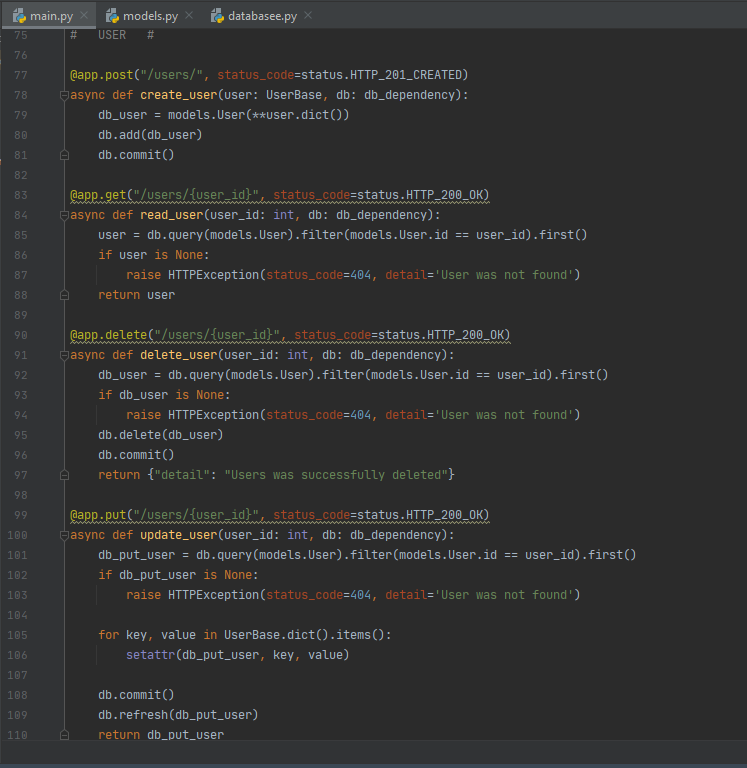 main.py models.py databasee.py
75 # USER #
76
77 @app.post("/users/", status_code=status.HTTP_201_CREATED)
78 async def create_user(user: UserBase, db: db_dependency):
79     db_user = models.User(**user.dict())
80     db.add(db_user)
81     db.commit()
82
83 @app.get("/users/{user_id}", status_code=status.HTTP_200_OK)
84 async def read_user(user_id: int, db: db_dependency):
85     user = db.query(models.User).filter(models.User.id == user_id).first()
86     if user is None:
87         raise HTTPException(status_code=404, detail='User was not found')
88     return user
89
90 @app.delete("/users/{user_id}", status_code=status.HTTP_200_OK)
91 async def delete_user(user_id: int, db: db_dependency):
92     db_user = db.query(models.User).filter(models.User.id == user_id).first()
93     if db_user is None:
94         raise HTTPException(status_code=404, detail='User was not found')
95     db.delete(db_user)
96     db.commit()
97     return {"detail": "Users was successfully deleted"}
98
99 @app.put("/users/{user_id}", status_code=status.HTTP_200_OK)
100 async def update_user(user_id: int, db: db_dependency):
101     db_put_user = db.query(models.User).filter(models.User.id == user_id).first()
102     if db_put_user is None:
103         raise HTTPException(status_code=404, detail='User was not found')
104
105     for key, value in UserBase.dict().items():
106         setattr(db_put_user, key, value)
107
108     db.commit()
109     db.refresh(db_put_user)
110     return db_put_user